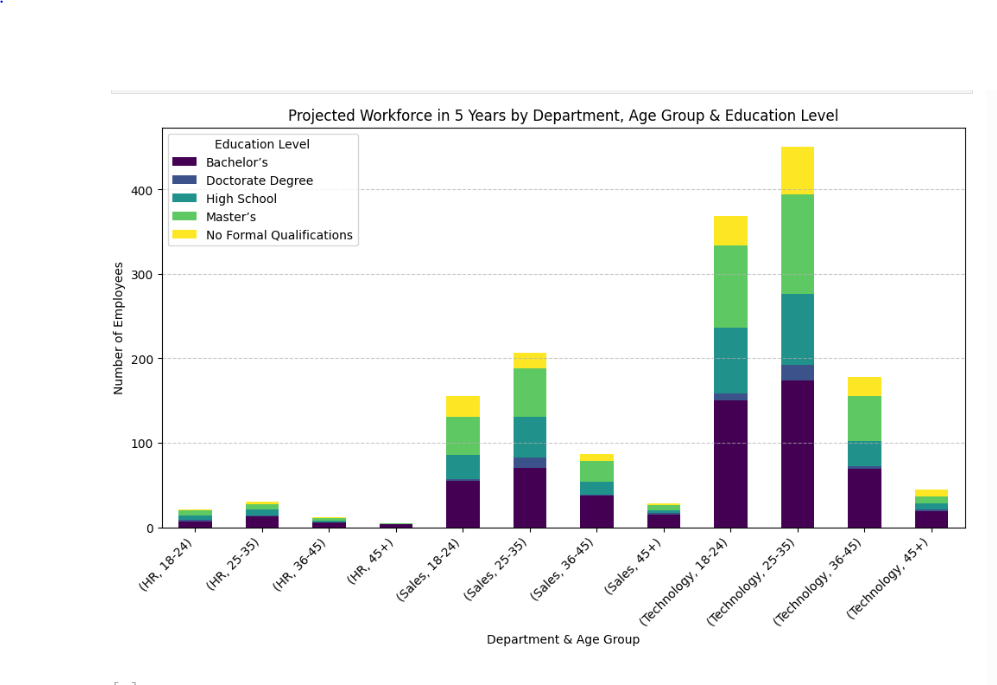 Projected Workforce in 5 Years by Department, Age Group & Education Level
Education Level
Bachelor’s
Doctorate Degree
High School
Master’s
No Formal Qualifications
Number of Employees
400
300
200
100
0
(HR, 18-24)
(HR, 25-35)
(HR, 36-45)
(HR, 45+)
(Sales, 18-24)
(Sales, 25-35)
(Sales, 36-45)
(Sales, 45+)
(Technology, 18-24)
(Technology, 25-35)
(Technology, 36-45)
(Technology, 45+)
Department & Age Group